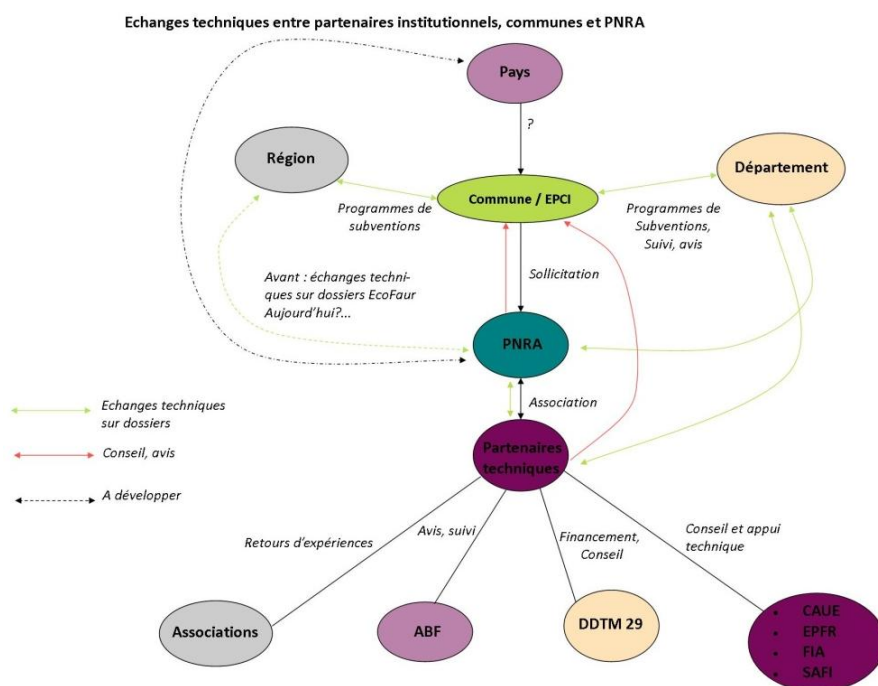 Echanges techniques entre partenaires institutionnels, communes et PNRA
Pays
?
Région
Département
Commune / EPCI
Programmes de
subventions
Programmes de
Subventions,
Suivi, avis
Avant : échanges techni-
ques sur dossiers EcoFaur
Aujourd'hui?...
Sollicitation
PNRA
Association
Echanges techniques
sur dossiers
Conseil, avis
A développer
Partenaires
techniques
Retours d'expériences
Avis, suivi
Financement,
Conseil
Conseil et appui
technique
Associations
ABF
DDTM 29
• CAUE
• EPFR
• FIA
• SAFI